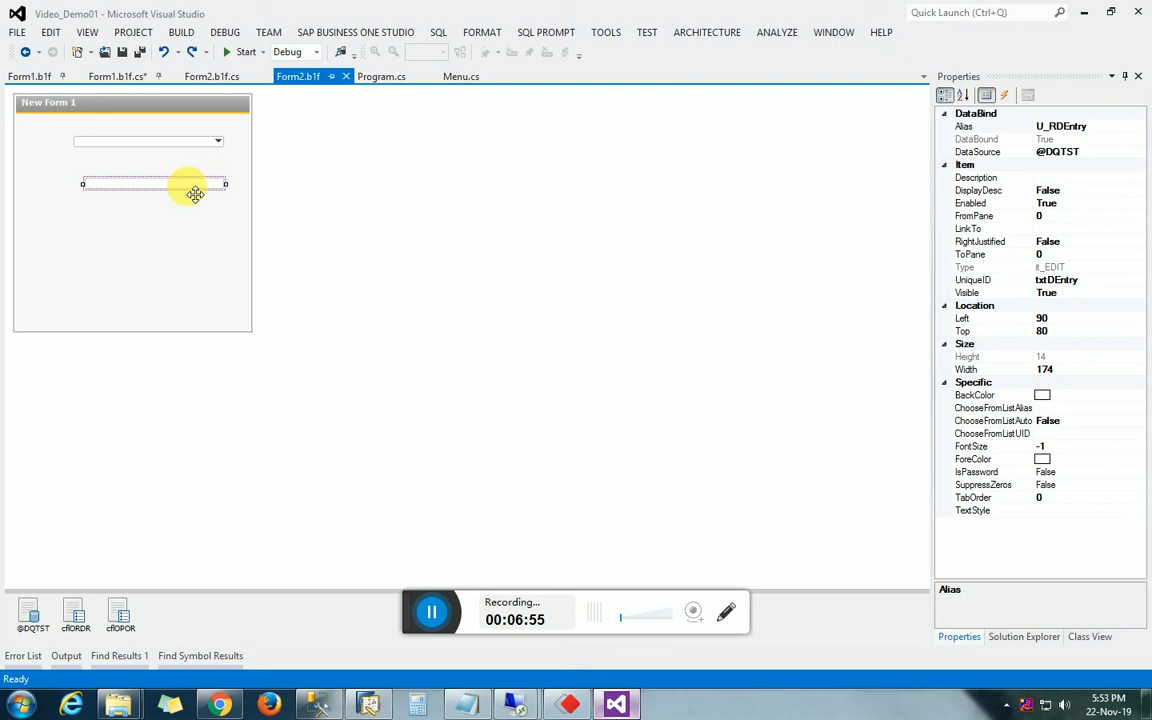 Video_Demo01 - Microsoft Visual Studio
Quick Launch (Ctrl+Q)
FILE EDIT VIEW PROJECT BUILD DEBUG TEAM SAP BUSINESS ONE STUDIO SQL FORMAT SQL PROMPT TOOLS TEST ARCHITECTURE ANALYZE WINDOW HELP
Start Debug
Form1.b1f Form1.b1f.cs* Form2.b1f.cs Form2.b1f Program.cs Menu.cs
Properties
New Form 1
DataBind
Alias U_RDEntry
DataBound True
DataSource @DQTST
Item
Description
DisplayDesc False
Enabled True
FromPane 0
LinkTo
RightJustified False
ToPane 0
Type it_EDIT
UniqueID txtDEntry
Visible True
Location
Left 90
Top 80
Size
Height 14
Width 174
Specific
BackColor
ChooseFromListAlias
ChooseFromListAuto False
ChooseFromListUID
FontSize -1
ForeColor
IsPassword False
SuppressZeros False
TabOrder 0
TextStyle
Alias
Recording...
00:06:55
@DQTST cflORDR cflOPOR
Properties Solution Explorer Class View
Error List Output Find Results 1 Find Symbol Results
Ready
5:53 PM
22-Nov-19